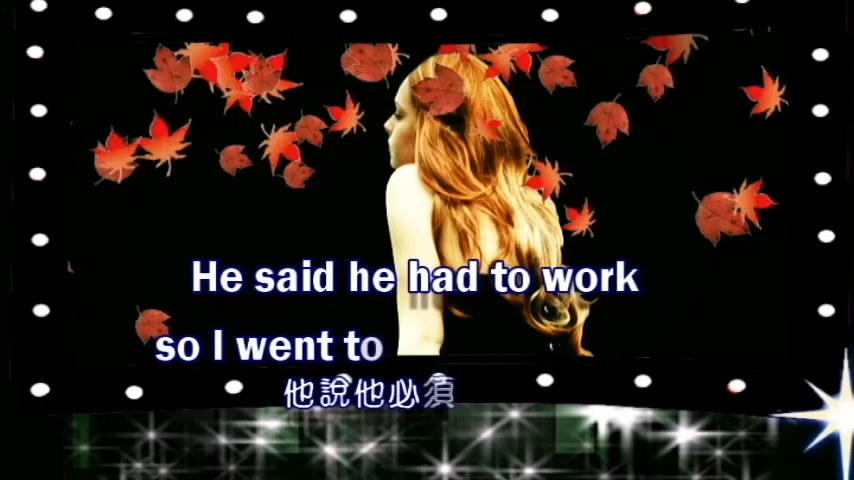 He said he had to work
so I went to
他說他必須